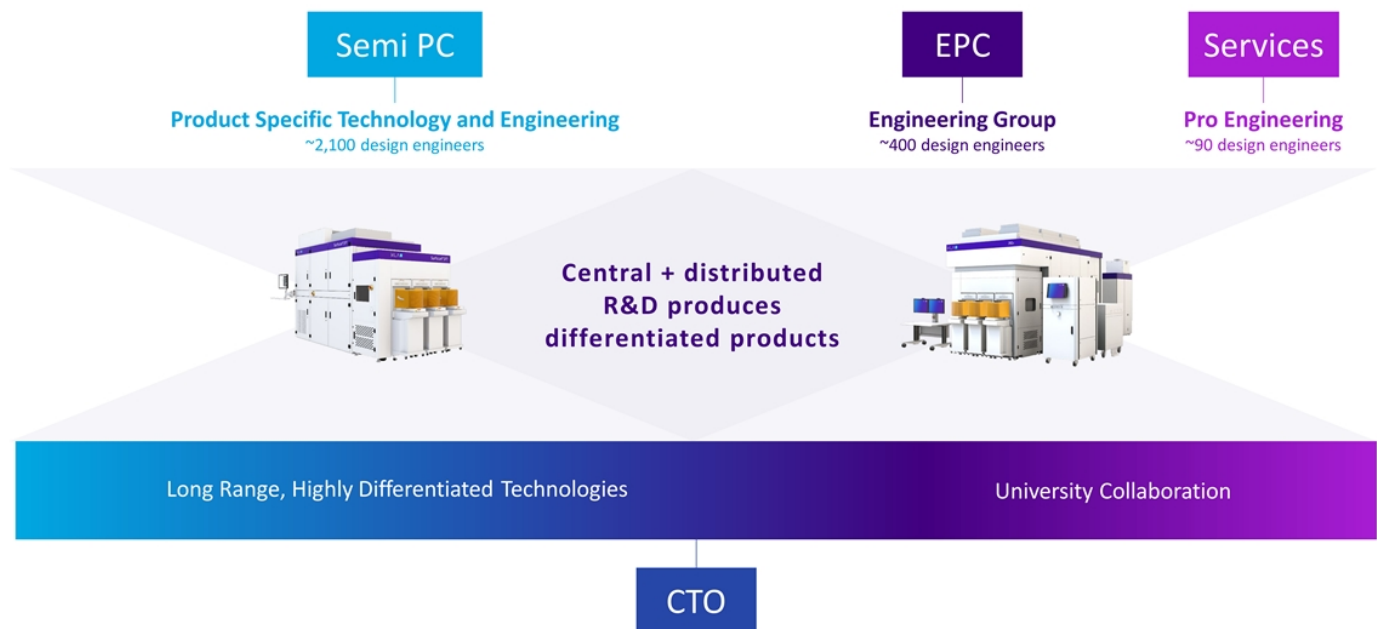 Semi PC
EPC
Services
Product Specific Technology and Engineering
~2,100 design engineers
Engineering Group
~400 design engineers
Pro Engineering
~90 design engineers
Central + distributed
R&D produces
differentiated products
Long Range, Highly Differentiated Technologies
University Collaboration
CTO